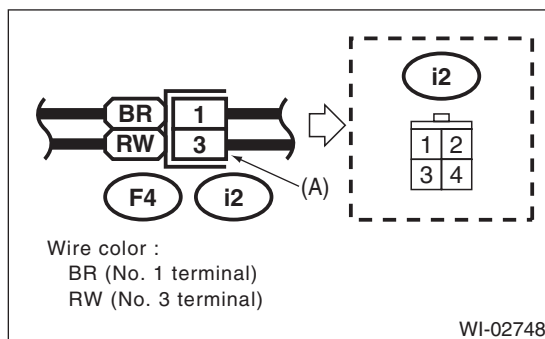 BR 1
RW 3
F4 i2
(A)
i2
1 2
3 4
Wire color :
BR (No. 1 terminal)
RW (No. 3 terminal)
WI-02748